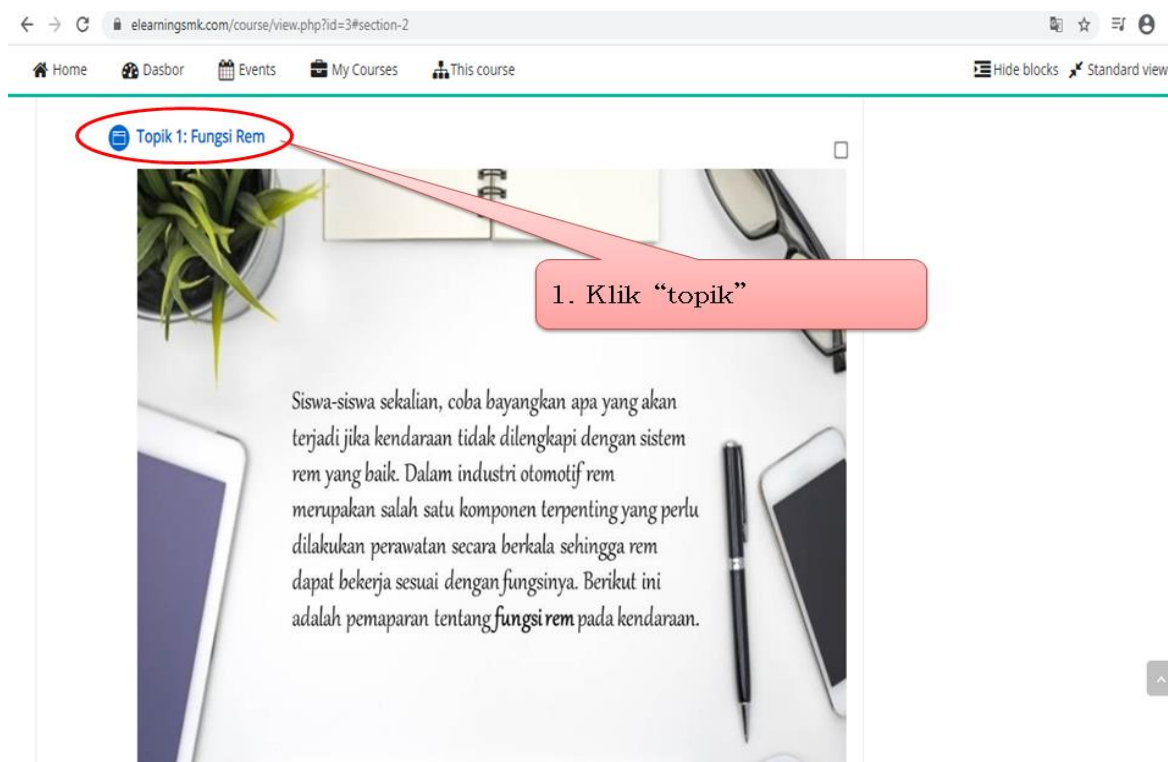 elearningsmk.com/course/view.php?id=3#section-2
Home Dasbor Events My Courses This course Hide blocks Standard view
Topik 1: Fungsi Rem
1. Klik “topik”
Siswa-siswa sekalian, coba bayangkan apa yang akan
terjadi jika kendaraan tidak dilengkapi dengan sistem
rem yang baik. Dalam industri otomotif rem
merupakan salah satu komponen terpenting yang perlu
dilakukan perawatan secara berkala sehingga rem
dapat bekerja sesuai dengan fungsinya. Berikut ini
adalah pemaparan tentang fungsi rem pada kendaraan.